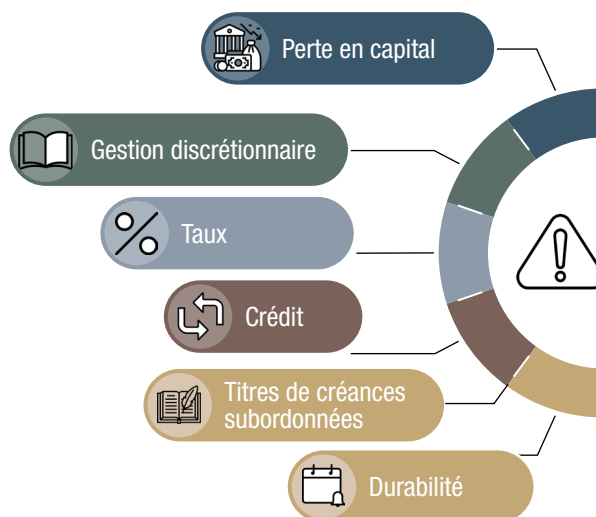 Perte en capital
Gestion discrétionnaire
Taux
Crédit
Titres de créances
subordonnées
Durabilité